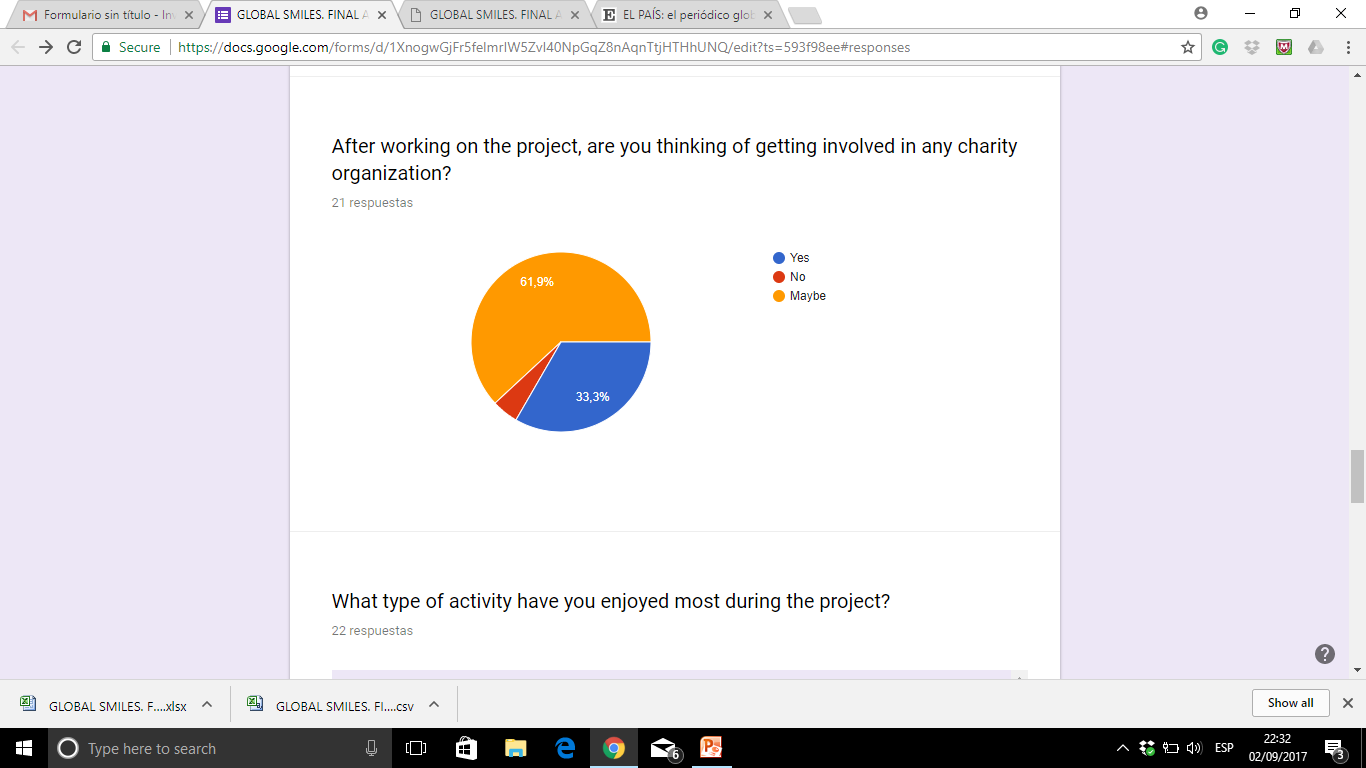 Formulario sin título - In
GLOBAL SMILES. FINAL A
GLOBAL SMILES. FINAL A
EL PAÍS: el periódico glo
Secure
https://docs.google.com/forms/d/1XnogwGjFr5feImrIW5ZvI40NpGqZ8nAqnTtjHTHhUNQ/edit?ts=593f98ee#responses
After working on the project, are you thinking of getting involved in any charity
organization?
21 respuestas
61,9%
33,3%
Yes
No
Maybe
What type of activity have you enjoyed most during the project?
22 respuestas
GLOBAL SMILES. F....xlsx
GLOBAL SMILES. FI....csv
Show all
Type here to search
6
ESP
22:32
02/09/2017
3